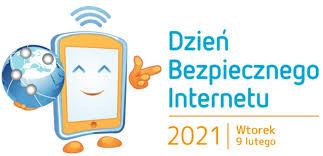 Dzień
Bezpiecznego
Internetu
2021 | Wtorek
9 lutego